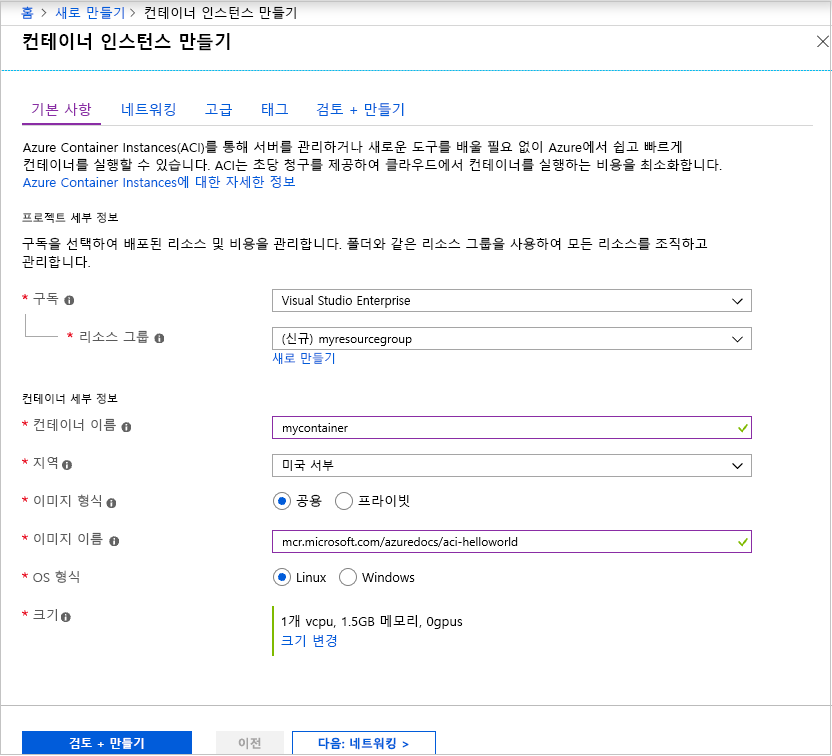 홈 > 새로 만들기 > 컨테이너 인스턴스 만들기
컨테이너 인스턴스 만들기
기본 사항 네트워킹 고급 태그 검토 + 만들기
Azure Container Instances(ACI)를 통해 서버를 관리하거나 새로운 도구를 배울 필요 없이 Azure에서 쉽고 빠르게
컨테이너를 실행할 수 있습니다. ACI는 초당 청구를 제공하여 클라우드에서 컨테이너를 실행하는 비용을 최소화합니다.
Azure Container Instances에 대한 자세한 정보
프로젝트 세부 정보
구독을 선택하여 배포된 리소스 및 비용을 관리합니다. 폴더와 같은 리소스 그룹을 사용하여 모든 리소스를 조직하고
관리합니다.
* 구독 Visual Studio Enterprise
* 리소스 그룹 (신규) myresourcegroup
새로 만들기
컨테이너 세부 정보
* 컨테이너 이름 mycontainer
* 지역 미국 서부
* 이미지 형식 공용 프라이빗
* 이미지 이름 mcr.microsoft.com/azuredocs/aci-helloworld
* OS 형식 Linux Windows
* 크기 1개 vcpu, 1.5GB 메모리, 0gpus
크기 변경
검토 + 만들기 이전 다음: 네트워킹 >